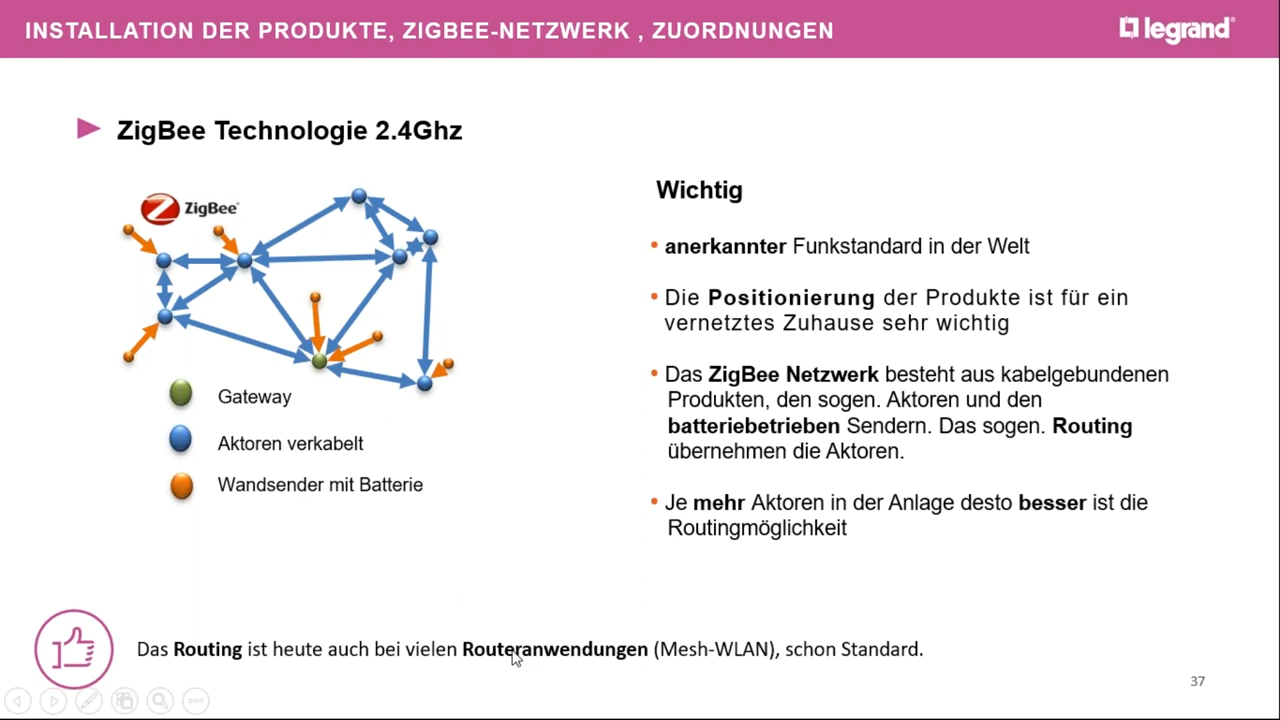 INSTALLATION DER PRODUKTE, ZIGBEE-NETZWERK , ZUORDNUNGEN
legrand®
ZigBee Technologie 2.4Ghz
ZigBee®
Gateway
Aktoren verkabelt
Wandsender mit Batterie
Wichtig
• anerkannter Funkstandard in der Welt
• Die Positionierung der Produkte ist für ein
vernetztes Zuhause sehr wichtig
• Das ZigBee Netzwerk besteht aus kabelgebundenen
Produkten, den sogen. Aktoren und den
batteriebetrieben Sendern. Das sogen. Routing
übernehmen die Aktoren.
• Je mehr Aktoren in der Anlage desto besser ist die
Routingmöglichkeit
Das Routing ist heute auch bei vielen Routeranwendungen (Mesh-WLAN), schon Standard.
37